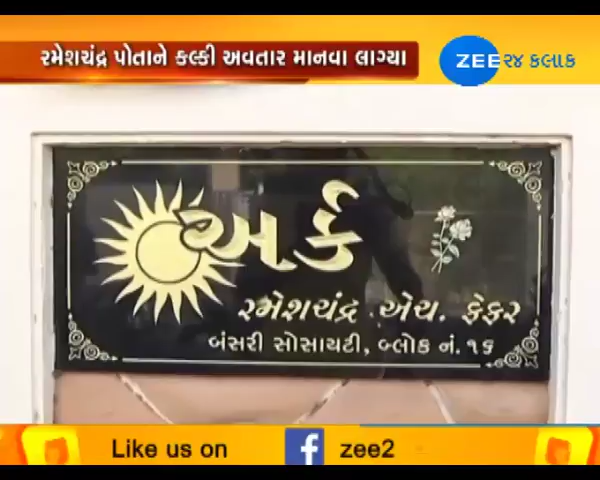 રમેશચંદ્ર પોતાને કલ્કી અવતાર માનવા લાગ્યા
ZEE ૨૪ કલાક
અર્ક
રમેશચંદ્ર એચ. ફેફર
બંસરી સોસાયટી, બ્લોક નં. ૧૬
Like us on f zee2